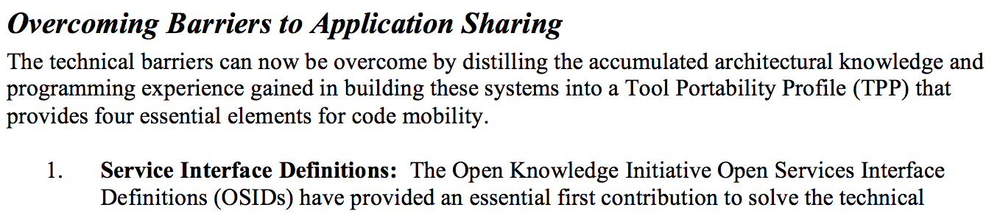 Overcoming Barriers to Application Sharing
The technical barriers can now be overcome by distilling the accumulated architectural knowledge and
programming experience gained in building these systems into a Tool Portability Profile (TPP) that
provides four essential elements for code mobility.
1. Service Interface Definitions: The Open Knowledge Initiative Open Services Interface
Definitions (OSIDs) have provided an essential first contribution to solve the technical